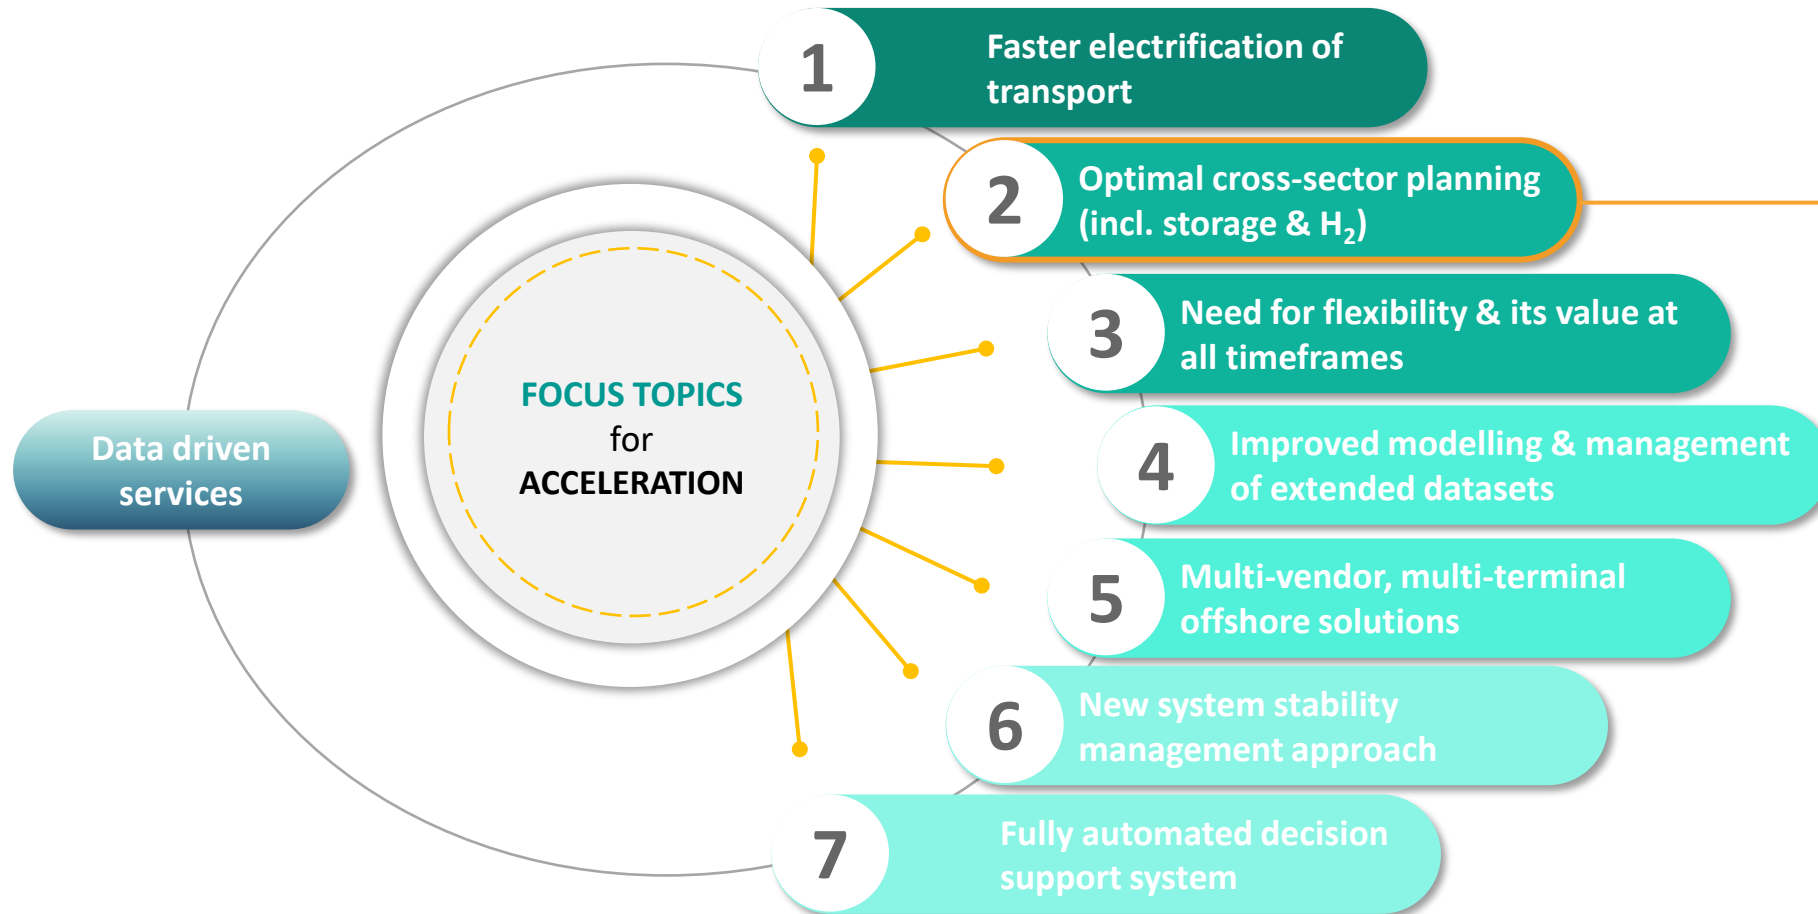 1
Faster electrification of
transport
2
Optimal cross-sector planning
(incl. storage & H₂)
3
Need for flexibility & its value at
all timeframes
FOCUS TOPICS
for
ACCELERATION
Data driven
services
4
Improved modelling & management
of extended datasets
5
Multi-vendor, multi-terminal
offshore solutions
6
New system stability
management approach
7
Fully automated decision
support system